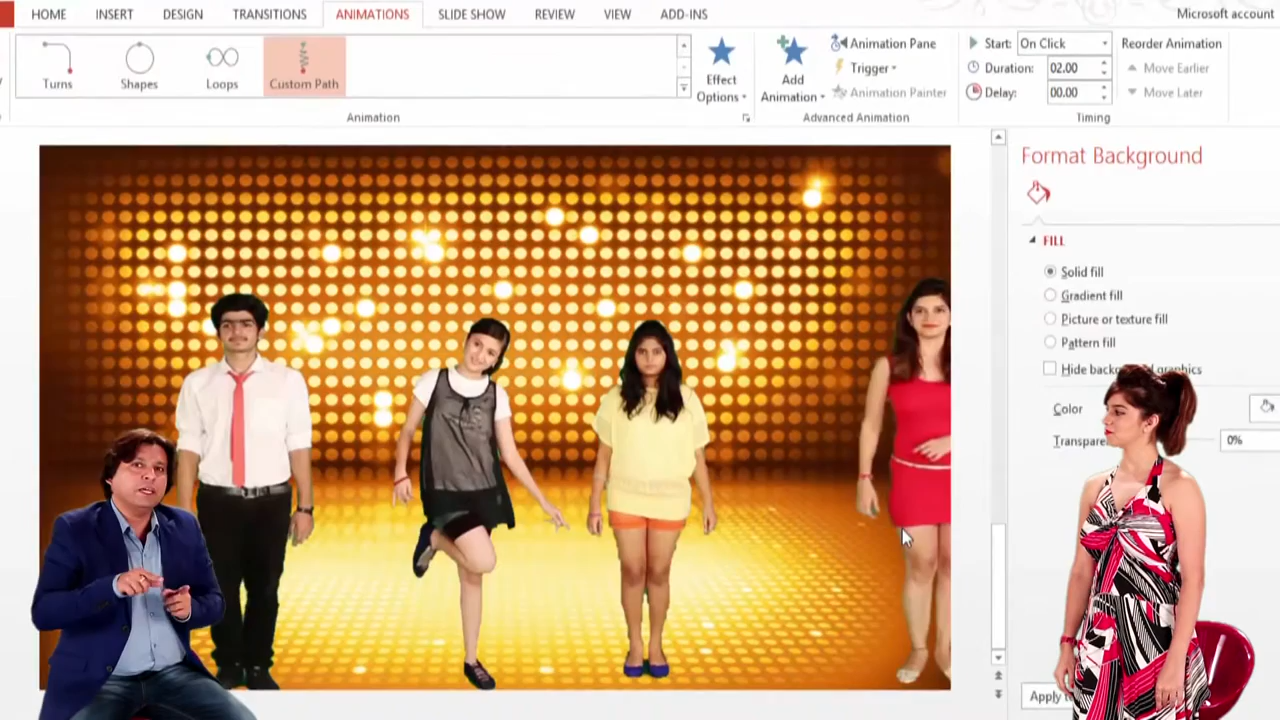 HOME INSERT DESIGN TRANSITIONS ANIMATIONS SLIDE SHOW REVIEW VIEW ADD-INS Microsoft account
Turns Shapes Loops Custom Path
Effect Options
Add Animation
Animation Pane
Trigger
Animation Painter
Start: On Click
Duration: 02.00
Delay: 00.00
Reorder Animation
Move Earlier
Move Later
Animation Advanced Animation Timing
Format Background
FILL
Solid fill
Gradient fill
Picture or texture fill
Pattern fill
Hide graphics
Color
0%
Apply